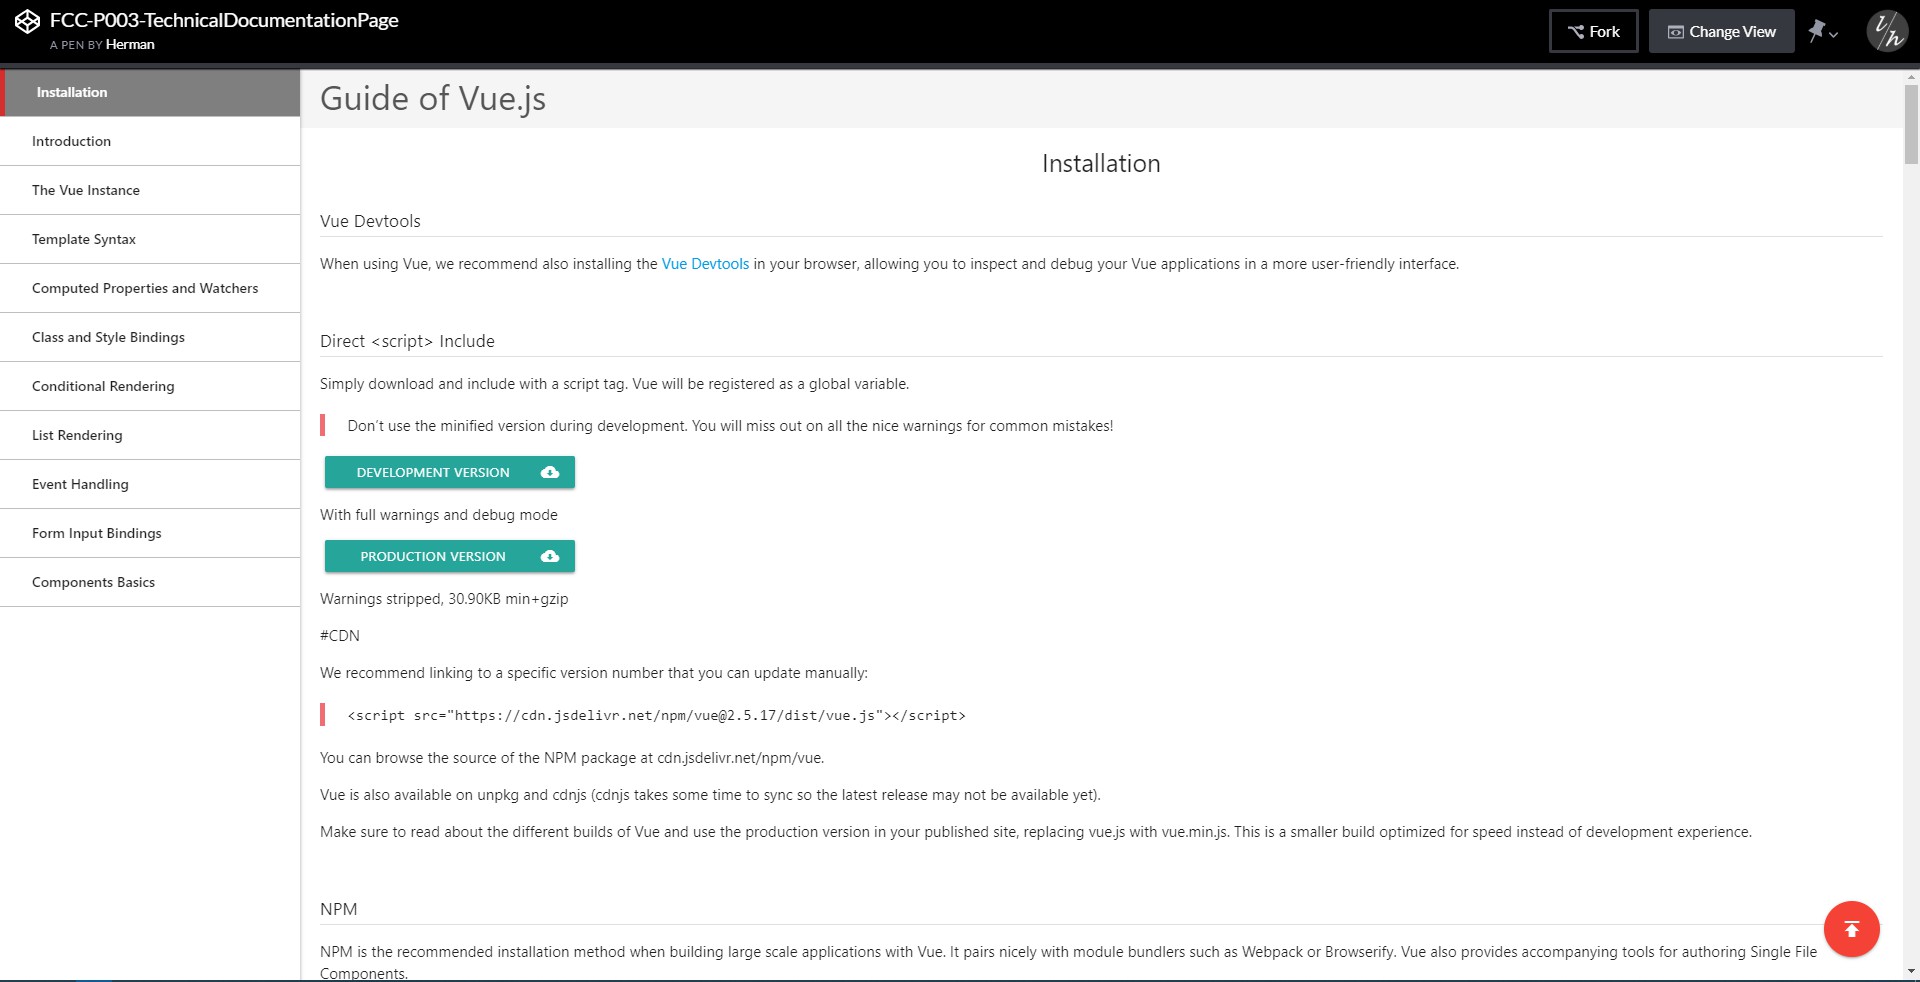 FCC-P003-TechnicalDocumentationPage
A PEN BY Herman
Fork
Change View
Installation
Introduction
The Vue Instance
Template Syntax
Computed Properties and Watchers
Class and Style Bindings
Conditional Rendering
List Rendering
Event Handling
Form Input Bindings
Components Basics
Guide of Vue.js
Installation
Vue Devtools
When using Vue, we recommend also installing the Vue Devtools in your browser, allowing you to inspect and debug your Vue applications in a more user-friendly interface.
Direct <script> Include
Simply download and include with a script tag. Vue will be registered as a global variable.
Don't use the minified version during development. You will miss out on all the nice warnings for common mistakes!
DEVELOPMENT VERSION
With full warnings and debug mode
PRODUCTION VERSION
Warnings stripped, 30.90KB min+gzip
#CDN
We recommend linking to a specific version number that you can update manually:
<script src="https://cdn.jsdelivr.net/npm/vue@2.5.17/dist/vue.js"></script>
You can browse the source of the NPM package at cdn.jsdelivr.net/npm/vue.
Vue is also available on unpkg and cdnjs (cdnjs takes some time to sync so the latest release may not be available yet).
Make sure to read about the different builds of Vue and use the production version in your published site, replacing vue.js with vue.min.js. This is a smaller build optimized for speed instead of development experience.
NPM
NPM is the recommended installation method when building large scale applications with Vue. It pairs nicely with module bundlers such as Webpack or Browserify. Vue also provides accompanying tools for authoring Single File
Components.